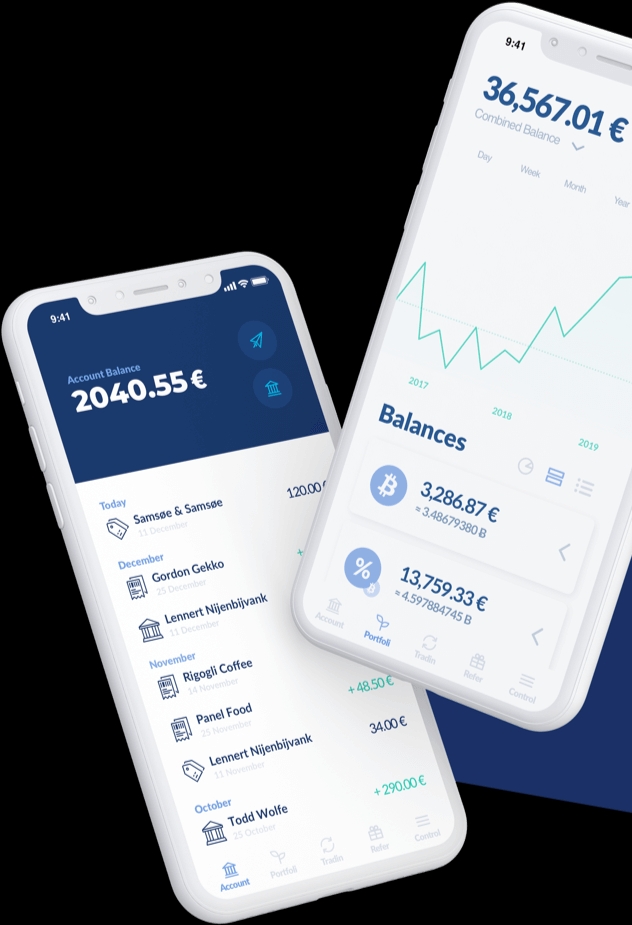 9:41
36,567.01 €
Combined Balance
Day Week Month Year
2017 2018 2019
Balances
3,286.87 €
≈ 3.48679380 B
13,759.33 €
≈ 4.597884745 B
Account Portfoli Tradin Refer Control
9:41
Account Balance
2040.55 €
Today
Samsøe & Samsøe 120.00 €
11 December
December
Gordon Gekko +
25 December
Lennert Nijenbijvank
11 December
November
Rigogli Coffee
14 November
+ 48.50 €
Panel Food
25 November
34.00 €
Lennert Nijenbijvank
11 November
October
+ 290.00 €
Todd Wolfe
25 October
Account Portfoli Tradin Refer Control